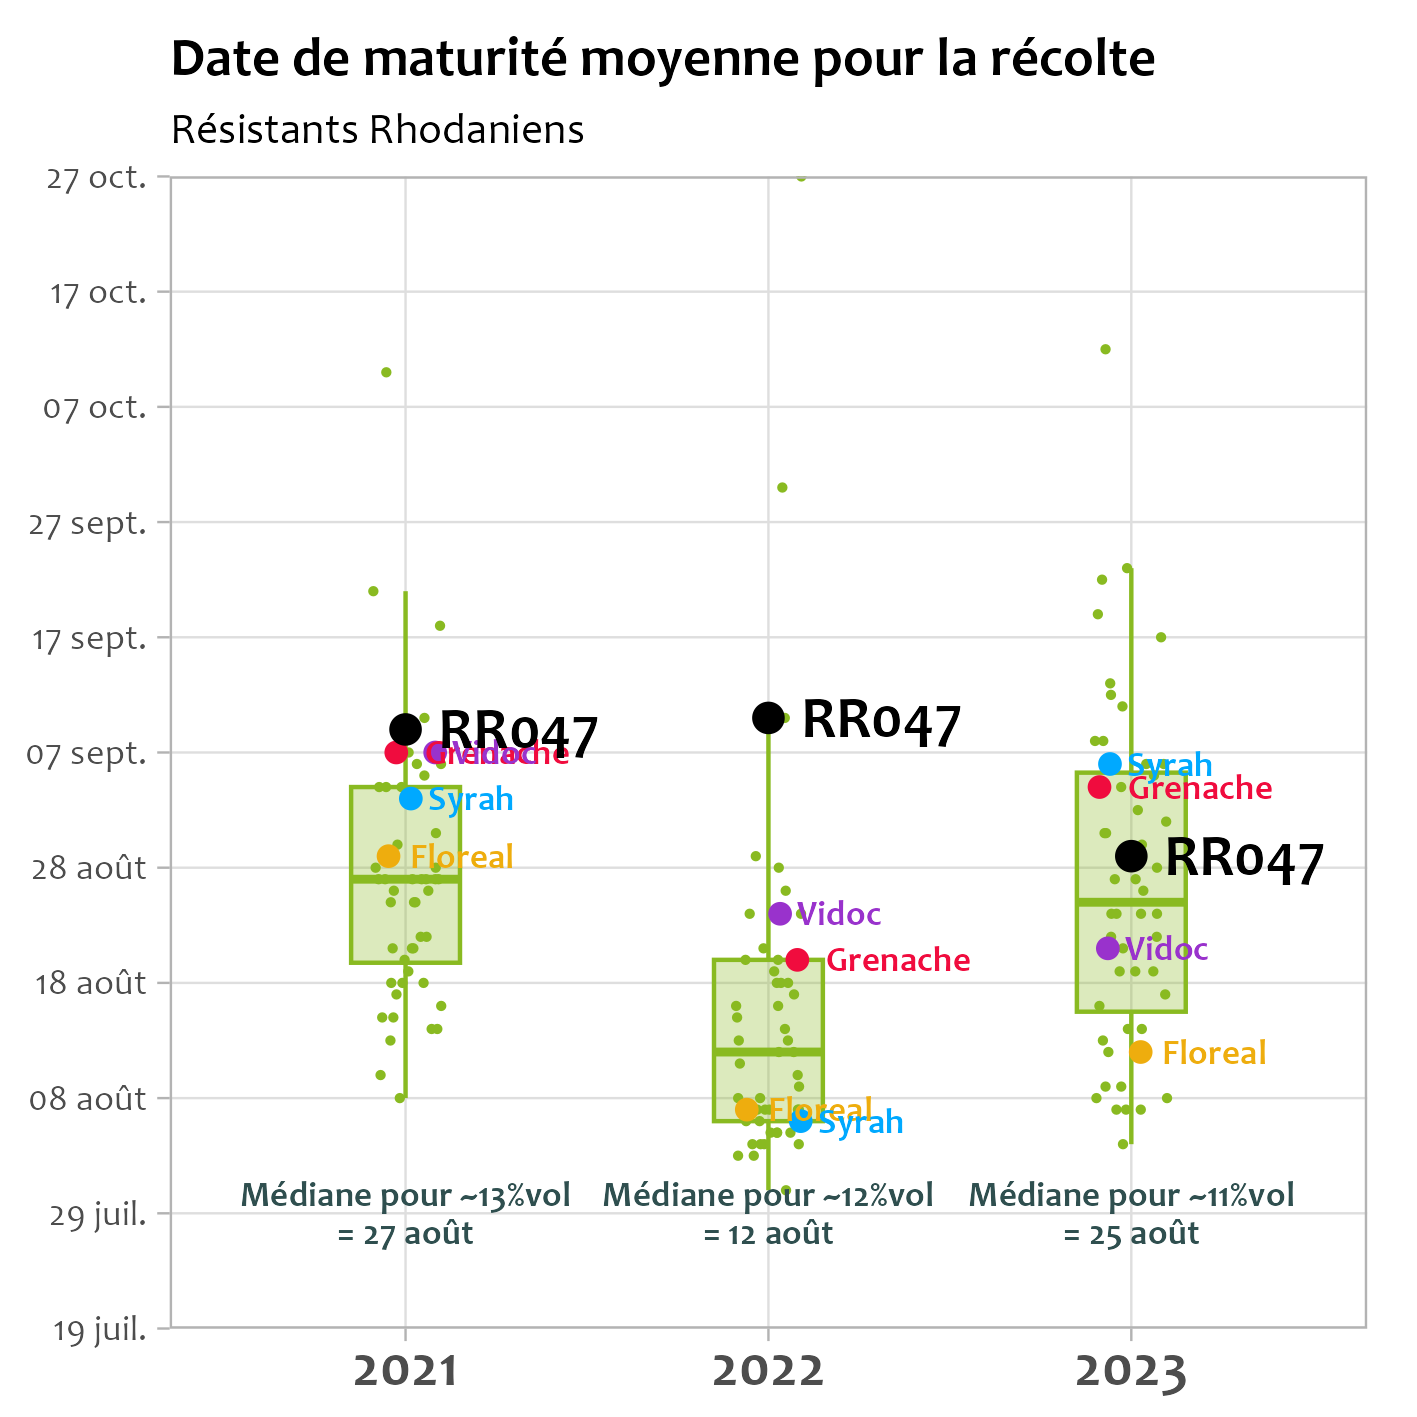 Date de maturité moyenne pour la récolte
Résistants Rhodaniens
27 oct.
17 oct.
07 oct.
27 sept.
17 sept.
07 sept.
28 août
18 août
08 août
29 juil.
19 juil.
RR047
Grenache
Vidoc
Syrah
Floreal
RR047
Vidoc
Grenache
Floreal
Syrah
Syrah
Grenache
RR047
Vidoc
Floreal
Médiane pour ~13%vol
= 27 août
Médiane pour ~12%vol
= 12 août
Médiane pour ~11%vol
= 25 août
2021
2022
2023